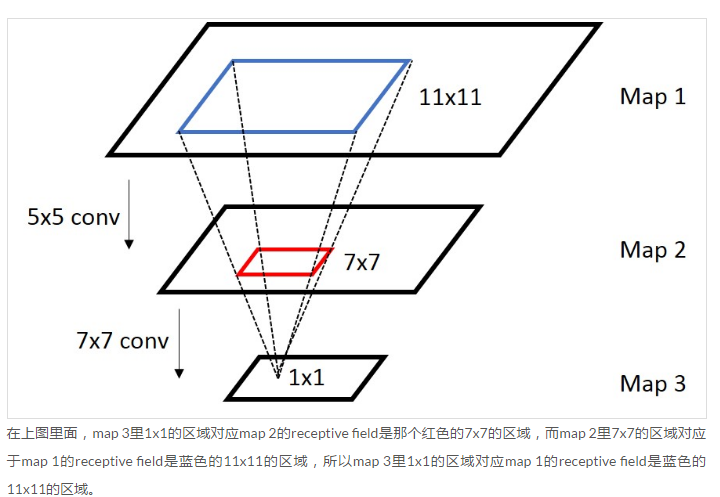 11x11
Map 1
5x5 conv
7x7
Map 2
7x7 conv
1x1
Map 3
在上图里面，map 3里1x1的区域对应map 2的receptive field是那个红色的7x7的区域，而map 2里7x7的区域对应
于map 1的receptive field是蓝色的11x11的区域，所以map 3里1x1的区域对应map 1的receptive field是蓝色的
11x11的区域。